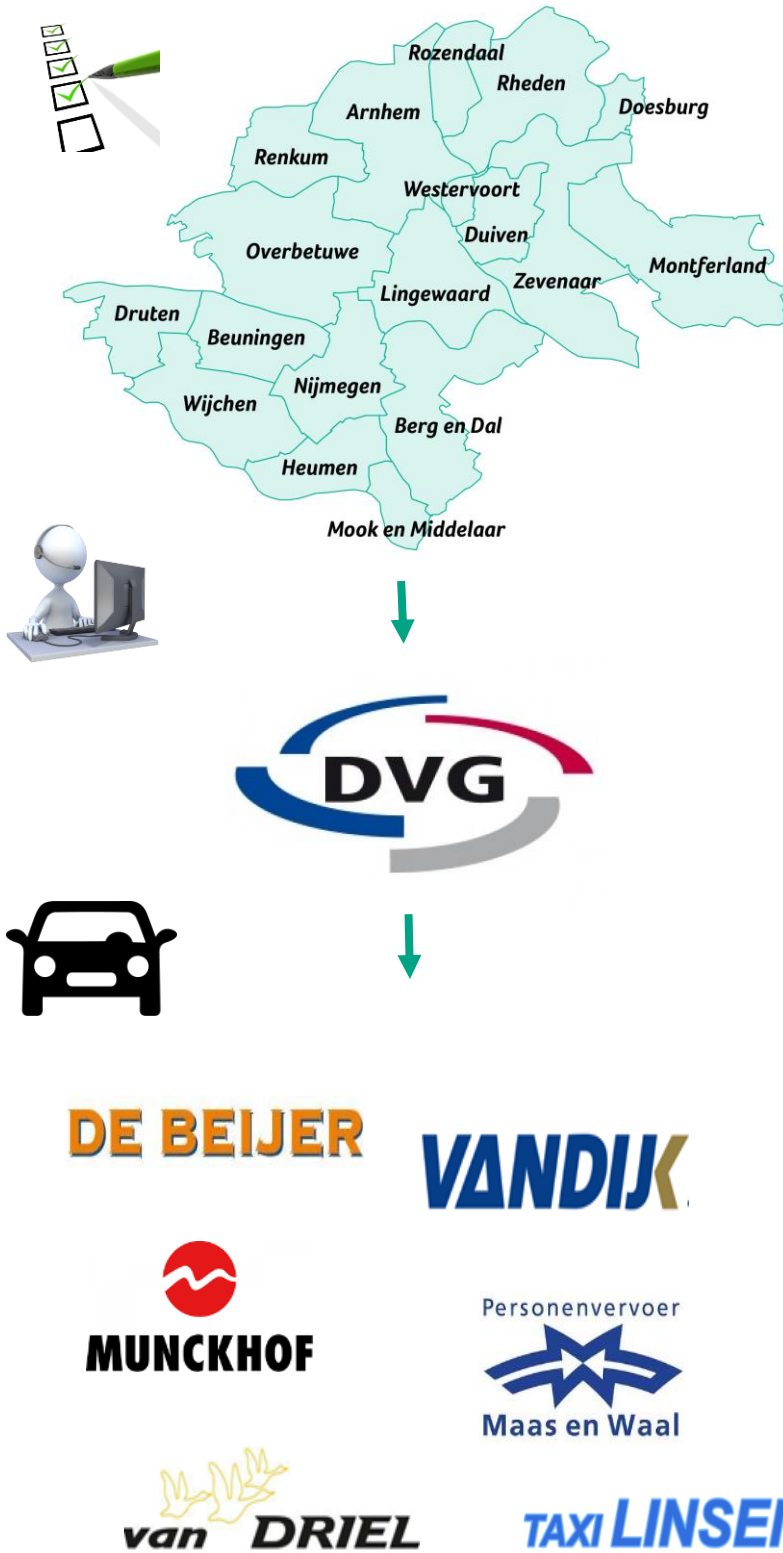 Rozendaal
Rheden
Doesburg
Arnhem
Renkum
Westervoort
Duiven
Overbetuwe
Montferland
Zevenaar
Lingewaard
Druten
Beuningen
Nijmegen
Wijchen
Berg en Dal
Heumen
Mook en Middelaar
DVG
DE BEIJER
VANDIJK
MUNCKHOF
Personenvervoer
Maas en Waal
van DRIEL
TAXI LINSEN